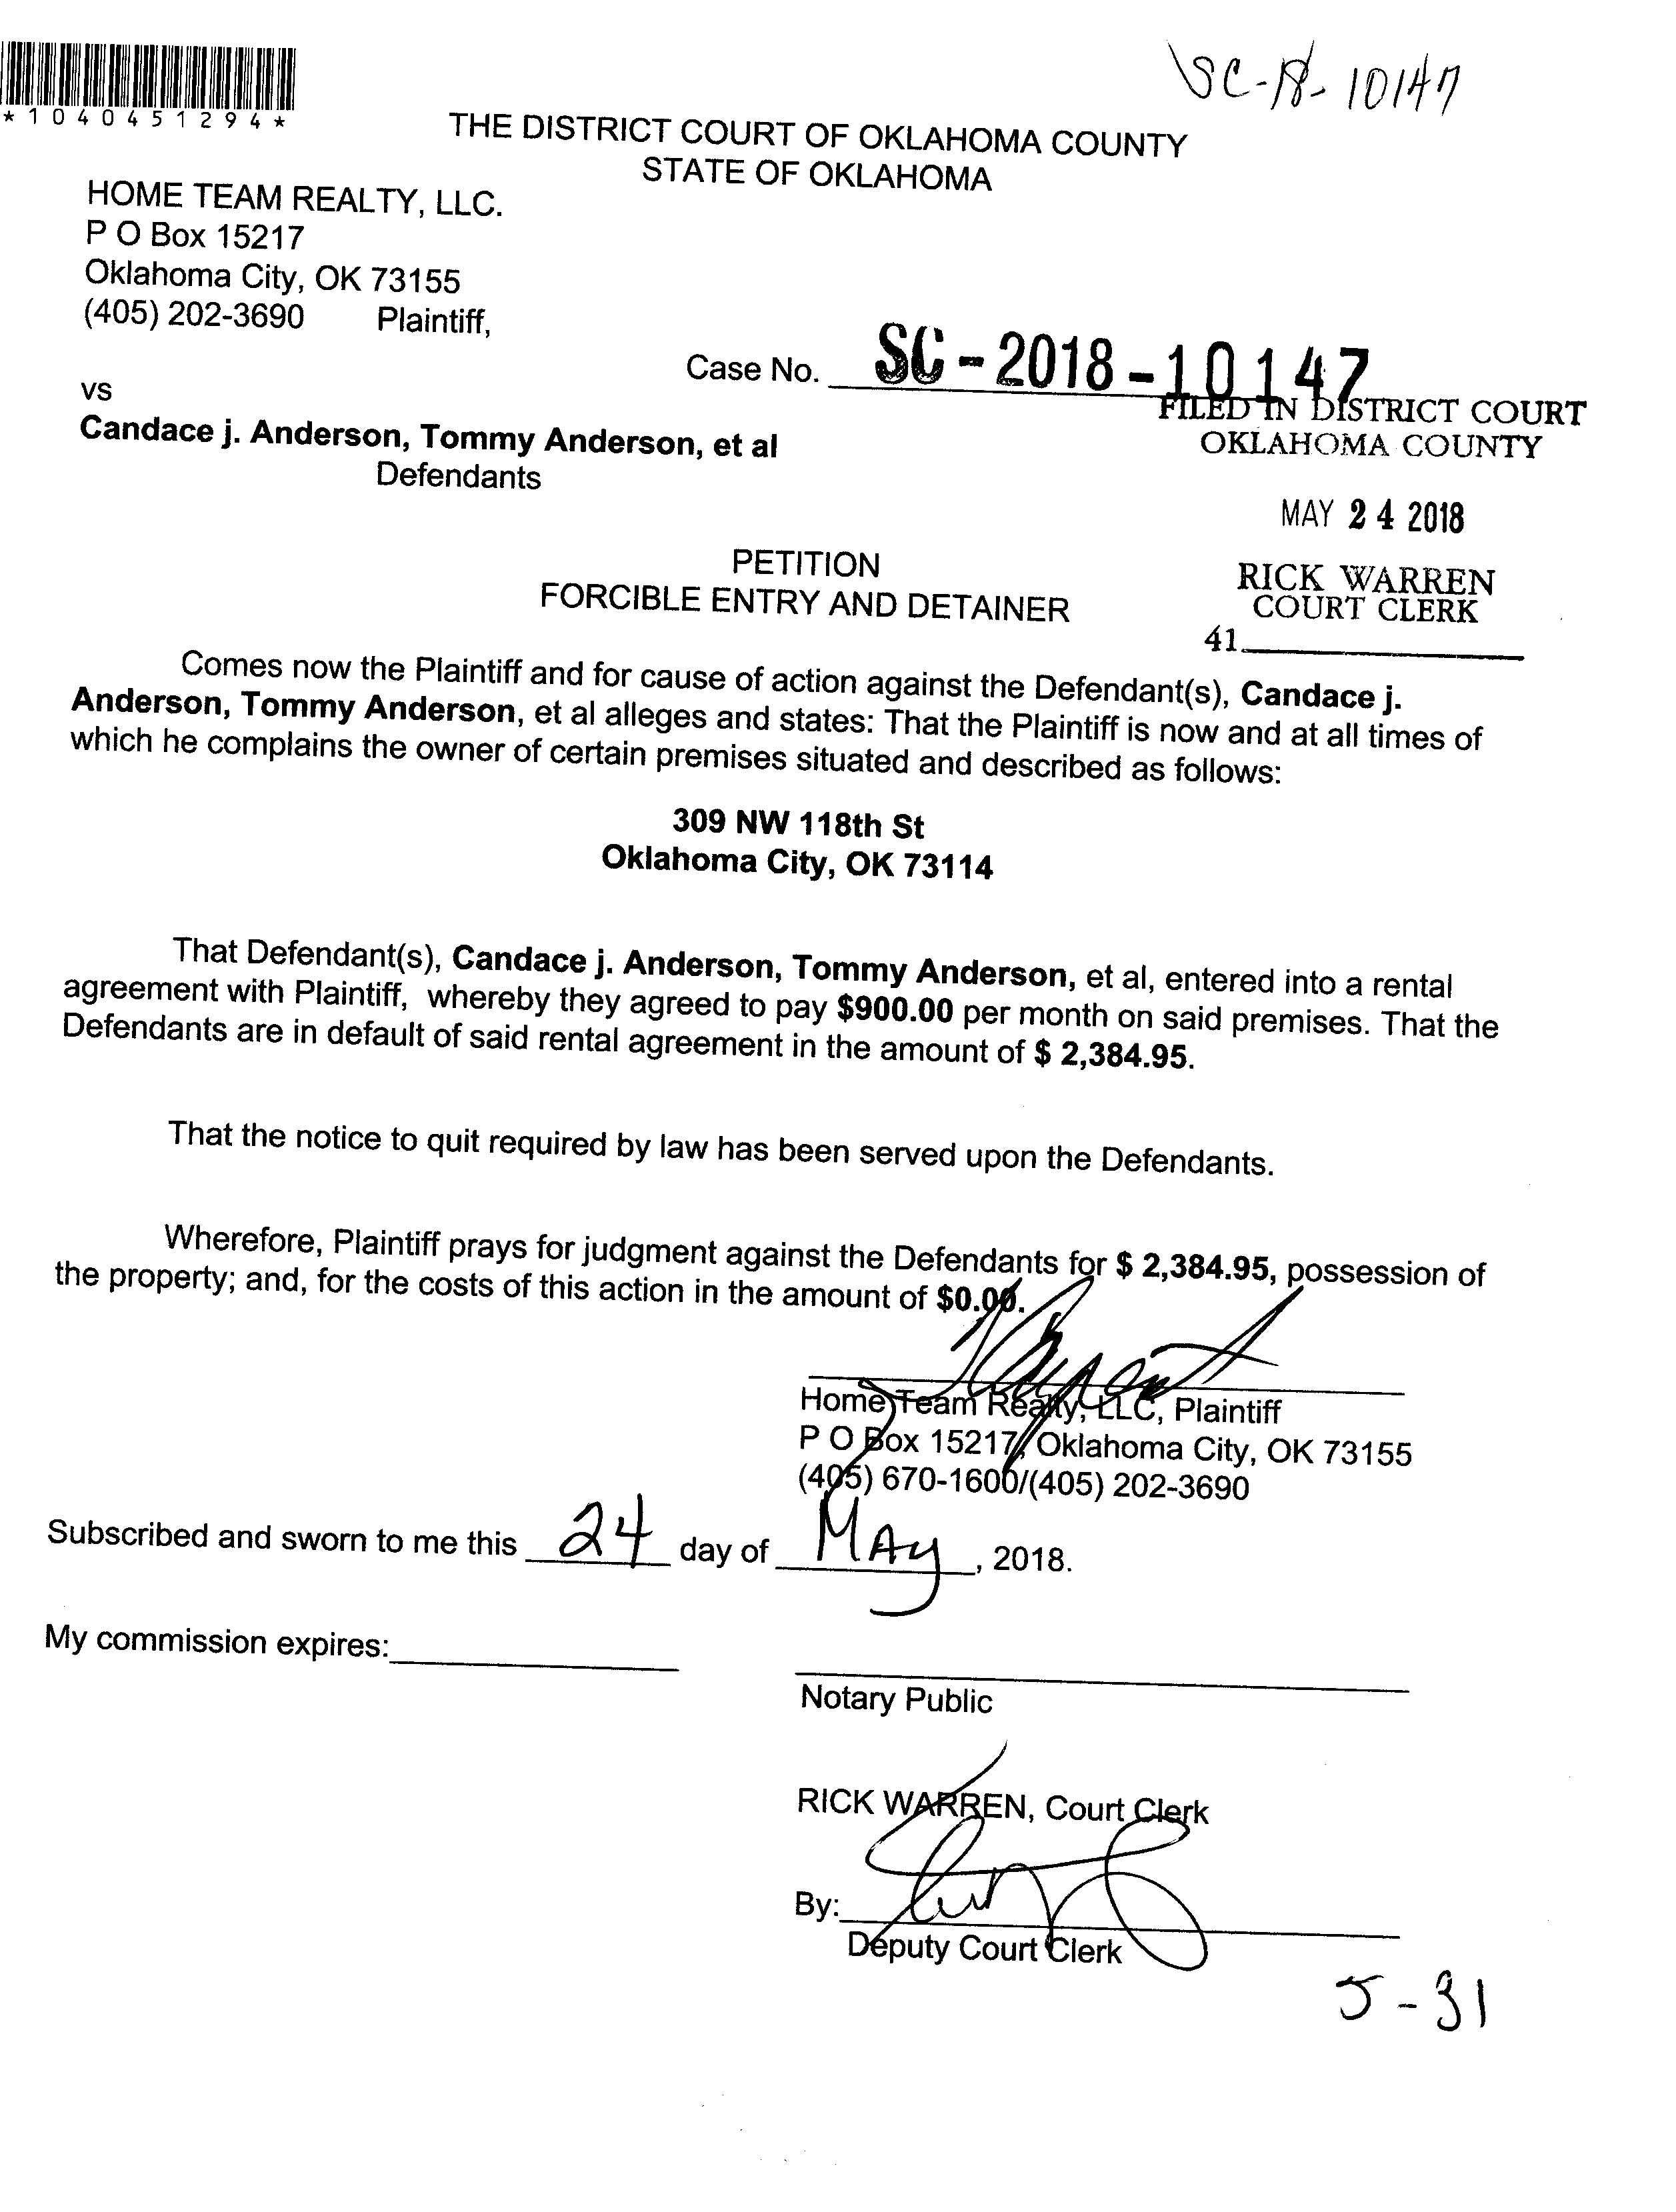 SC-18-10147
*1040451294*
THE DISTRICT COURT OF OKLAHOMA COUNTY
STATE OF OKLAHOMA
HOME TEAM REALTY, LLC.
P O Box 15217
Oklahoma City, OK 73155
(405) 202-3690 Plaintiff,
Case No. SC-2018-10147
vs
FILED IN DISTRICT COURT
OKLAHOMA COUNTY
Candace j. Anderson, Tommy Anderson, et al
Defendants
MAY 24 2018
PETITION
FORCIBLE ENTRY AND DETAINER
RICK WARREN
COURT CLERK
41
Comes now the Plaintiff and for cause of action against the Defendant(s), Candace j.
Anderson, Tommy Anderson, et al alleges and states: That the Plaintiff is now and at all times of
which he complains the owner of certain premises situated and described as follows:
309 NW 118th St
Oklahoma City, OK 73114
That Defendant(s), Candace j. Anderson, Tommy Anderson, et al, entered into a rental
agreement with Plaintiff, whereby they agreed to pay $900.00 per month on said premises. That the
Defendants are in default of said rental agreement in the amount of $ 2,384.95.
That the notice to quit required by law has been served upon the Defendants.
Wherefore, Plaintiff prays for judgment against the Defendants for $ 2,384.95, possession of
the property; and, for the costs of this action in the amount of $0.00.
Home Team Realty, LLC, Plaintiff
P O Box 15217, Oklahoma City, OK 73155
(405) 670-1600/(405) 202-3690
Subscribed and sworn to me this 24 day of May, 2018.
My commission expires:
Notary Public
RICK WARREN, Court Clerk
By:
Deputy Court Clerk
5-31